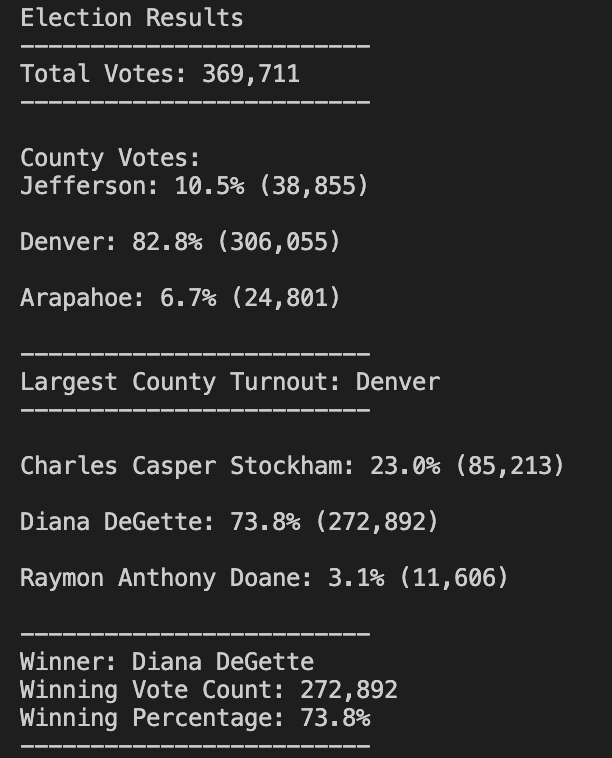 Election Results
-------------------------
Total Votes: 369,711
-------------------------
County Votes:
Jefferson: 10.5% (38,855)
Denver: 82.8% (306,055)
Arapahoe: 6.7% (24,801)
-------------------------
Largest County Turnout: Denver
-------------------------
Charles Casper Stockham: 23.0% (85,213)
Diana DeGette: 73.8% (272,892)
Raymon Anthony Doane: 3.1% (11,606)
-------------------------
Winner: Diana DeGette
Winning Vote Count: 272,892
Winning Percentage: 73.8%
-------------------------